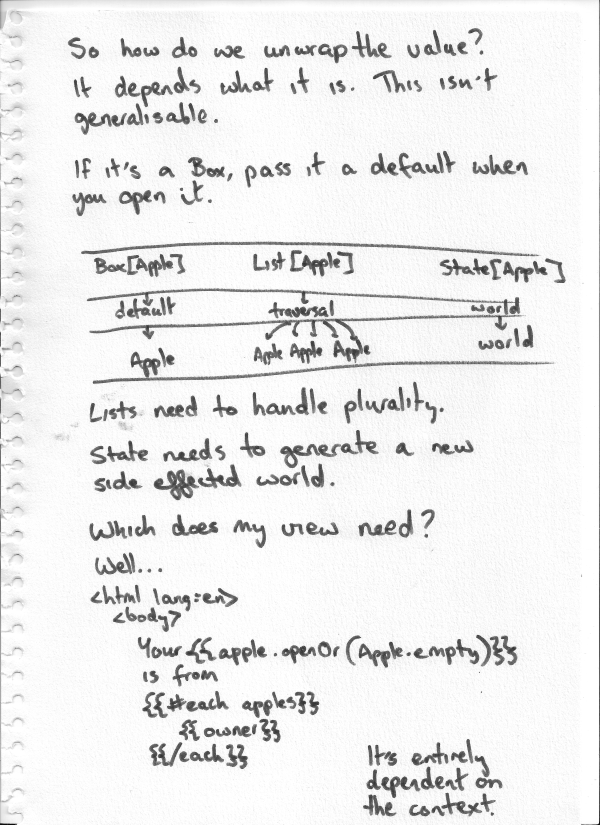 So how do we unwrap the value?
It depends what it is. This isn't
generalisable.
If it's a Box, pass it a default when
you open it.
Box[Apple] List[Apple] State[Apple]
default traversal world
Apple Apple Apple Apple world
Lists need to handle plurality.
State needs to generate a new
side effected world.
Which does my view need?
Well...
<html lang=en>
<body>
Your {{apple.openOr(Apple.empty)}}
is from
{{#each apples}}
{{owner}}
{{/each}}
It's entirely
dependent on
the context.